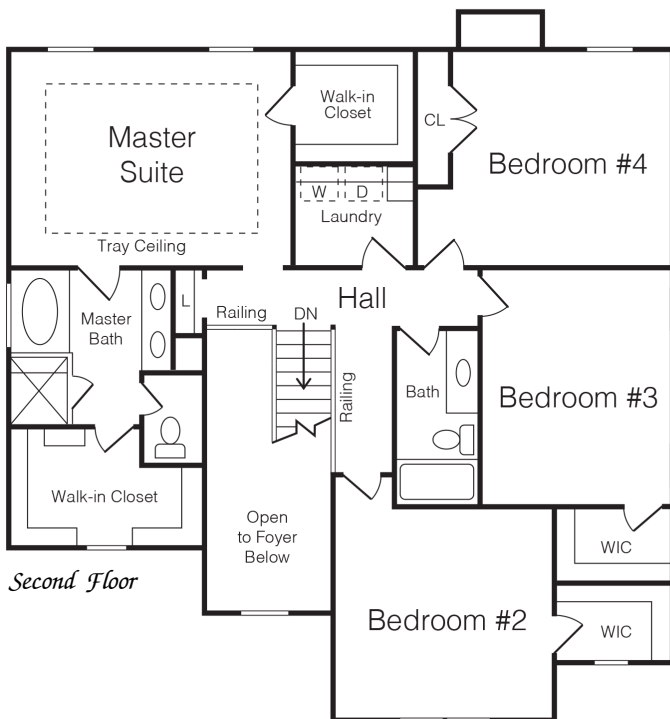 Walk-in
Closet
CL
Master
Suite
Bedroom #4
W D
Laundry
Tray Ceiling
L
Railing
DN
Hall
Master
Bath
Railing
Bath
Bedroom #3
Walk-in Closet
Open
to Foyer
Below
WIC
Second Floor
Bedroom #2
WIC